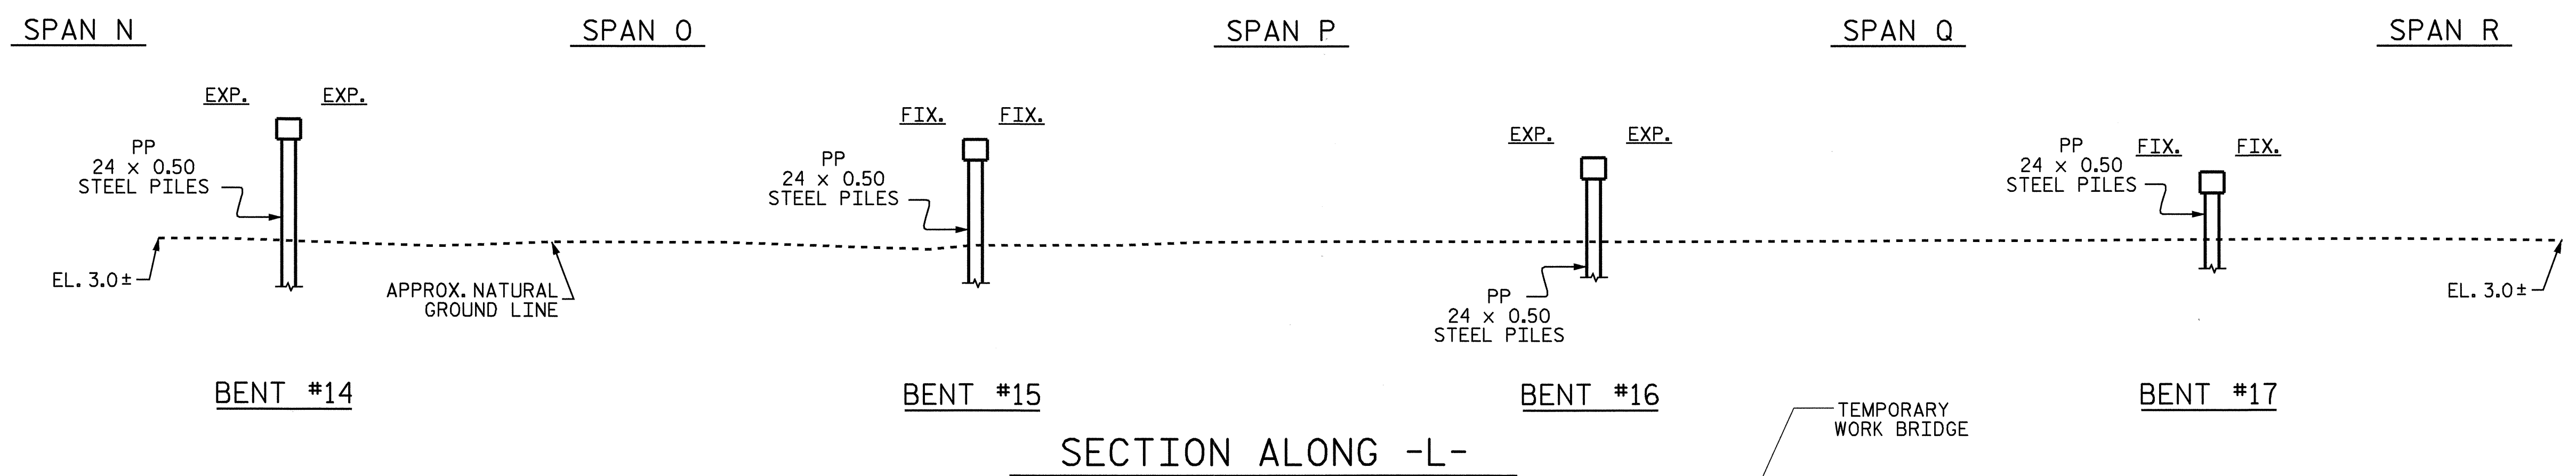 SPAN N
SPAN O
SPAN P
SPAN Q
SPAN R
EXP. EXP.
PP
24 x 0.50
STEEL PILES
FIX. FIX.
PP
24 x 0.50
STEEL PILES
EXP. EXP.
PP
24 x 0.50
STEEL PILES
FIX. FIX.
PP
24 x 0.50
STEEL PILES
EL. 3.0±
APPROX. NATURAL
GROUND LINE
EL. 3.0±
BENT #14
BENT #15
BENT #16
BENT #17
TEMPORARY
WORK BRIDGE
SECTION ALONG -L-